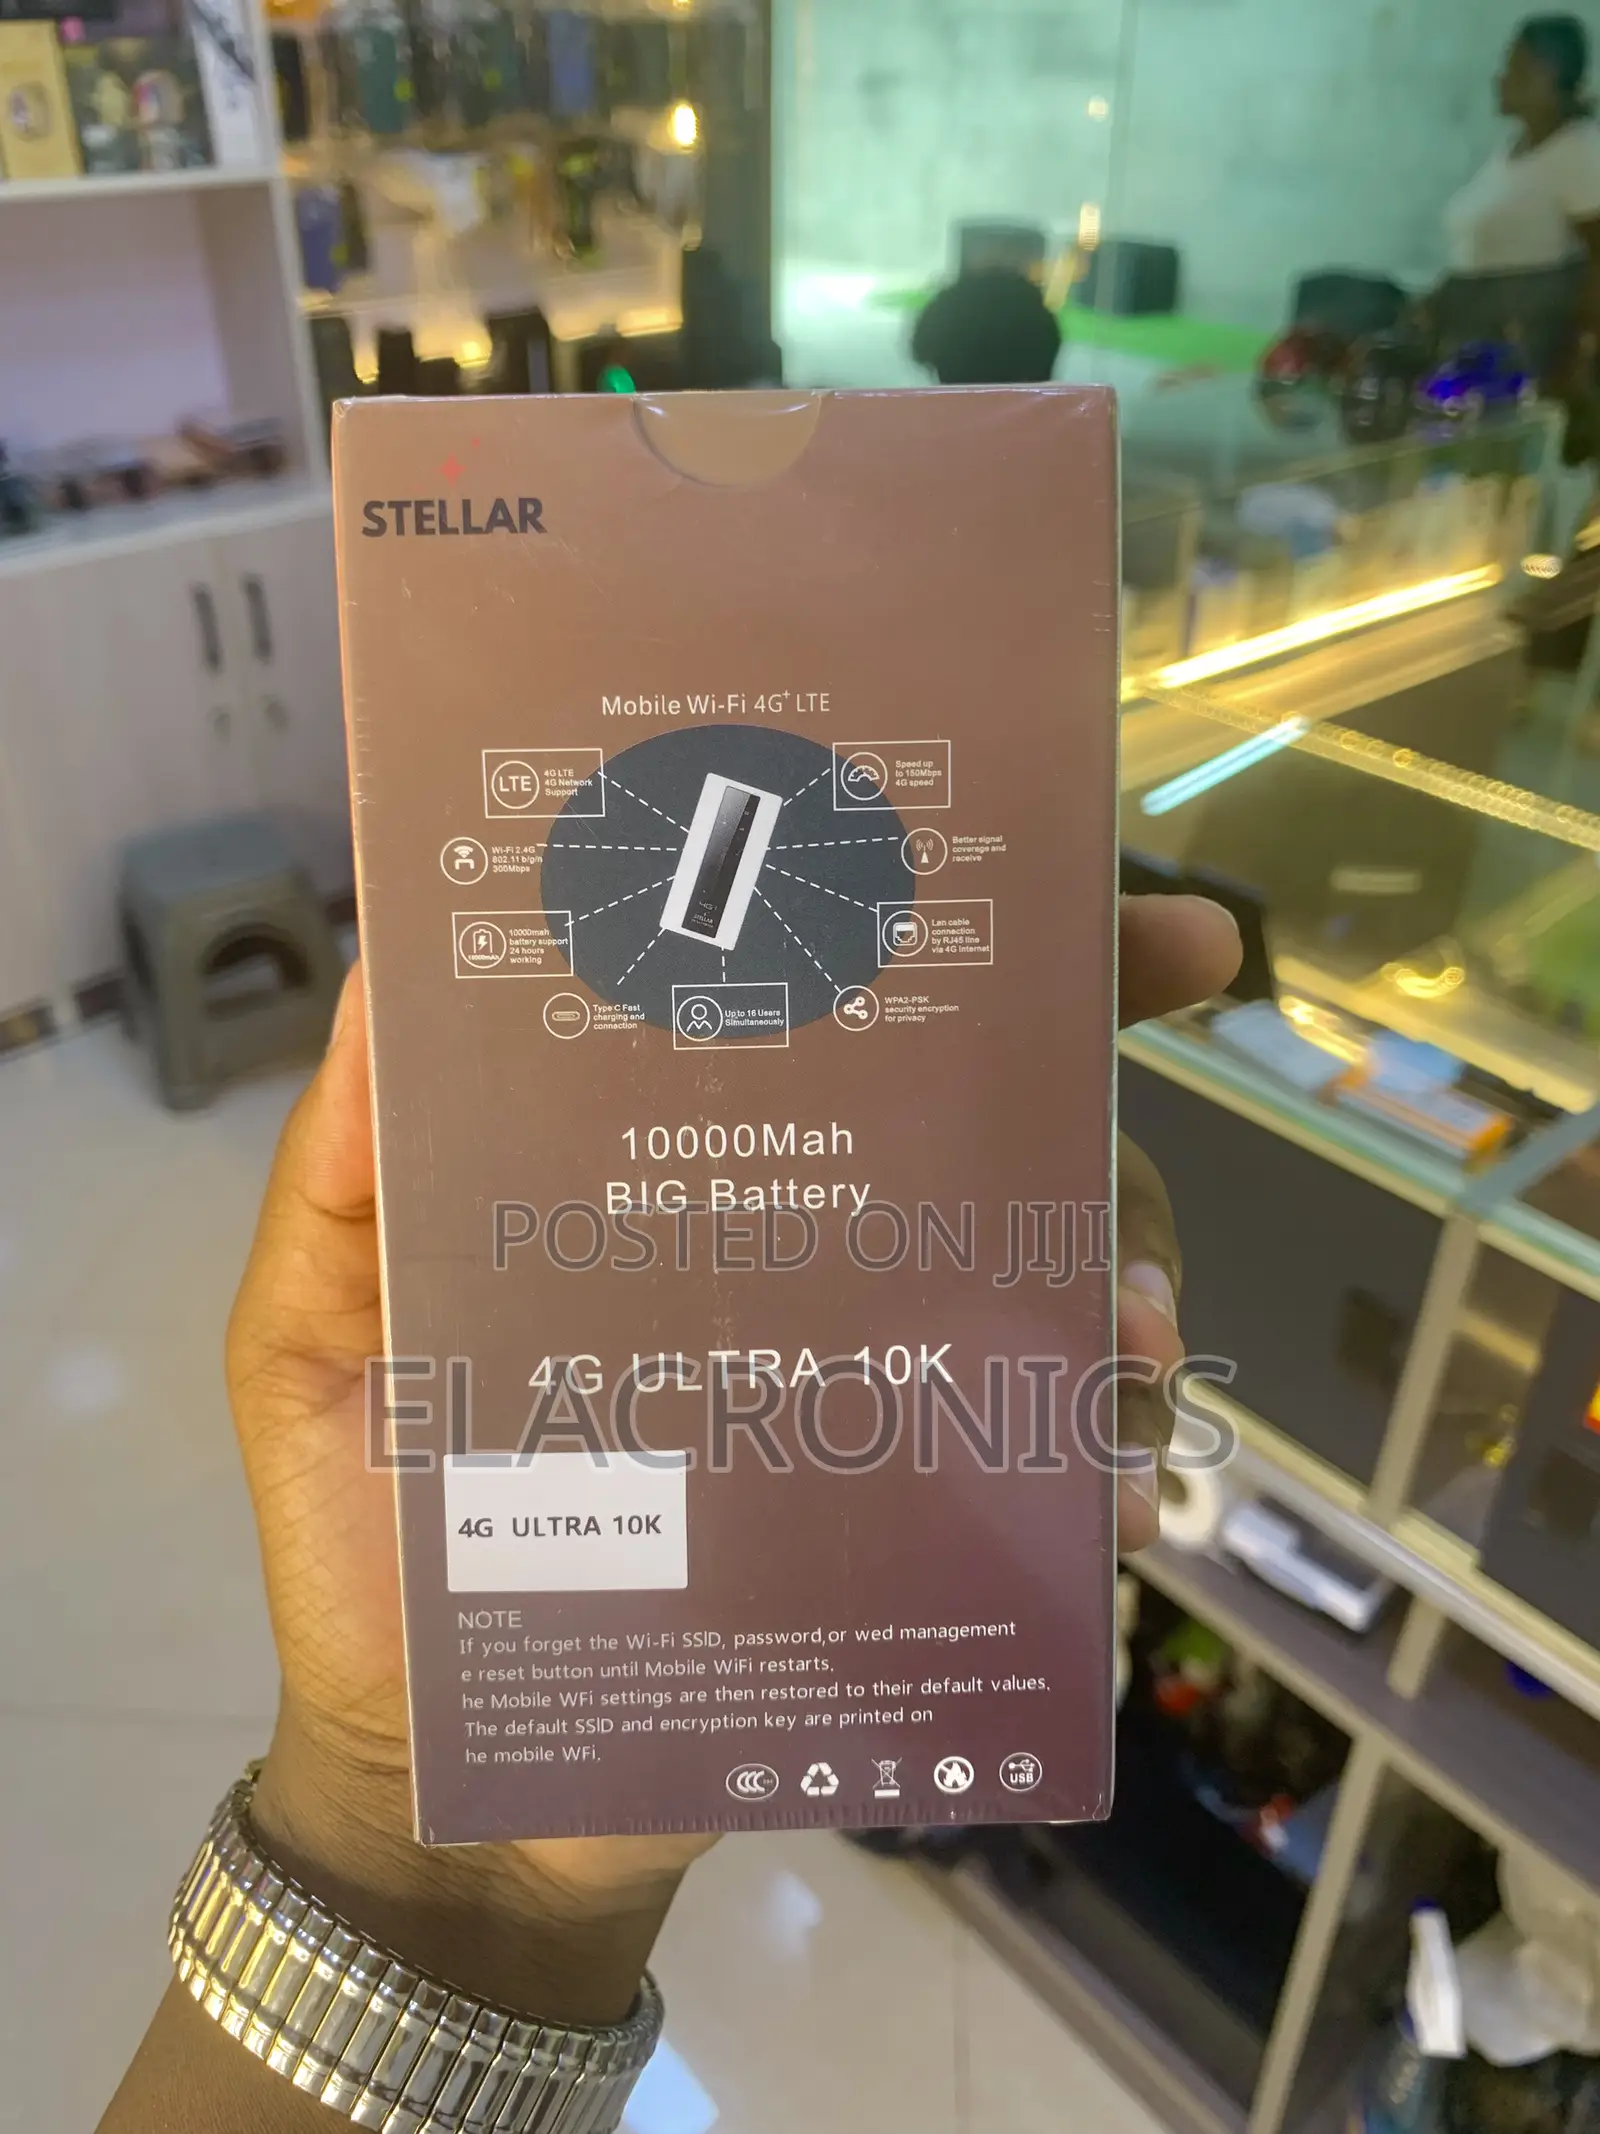 STELLAR
Mobile Wi-Fi 4G+ LTE
LTE
4G LTE
4G Network
Support
Speed up
to 150Mbps
4G speed
Wi-Fi 2.4G
802.11 b/g/n
300Mbps
Better signal
coverage and
receive
10000mah
battery support
24 hours
working
10000mAh
Lan cable
connection
by RJ45 line
via 4G internet
Type C Fast
charging and
connection
Up to 16 Users
Simultaneously
WPA2-PSK
security encryption
for privacy
4G
STELLAR
10000Mah
BIG Battery
POSTED ON JIJI
4G ULTRA 10K
ELACRONICS
4G ULTRA 10K
NOTE
If you forget the Wi-Fi SSID, password,or wed management
e reset button until Mobile WiFi restarts.
he Mobile WFi settings are then restored to their default values.
The default SSID and encryption key are printed on
he mobile WFi.
CCC
USB